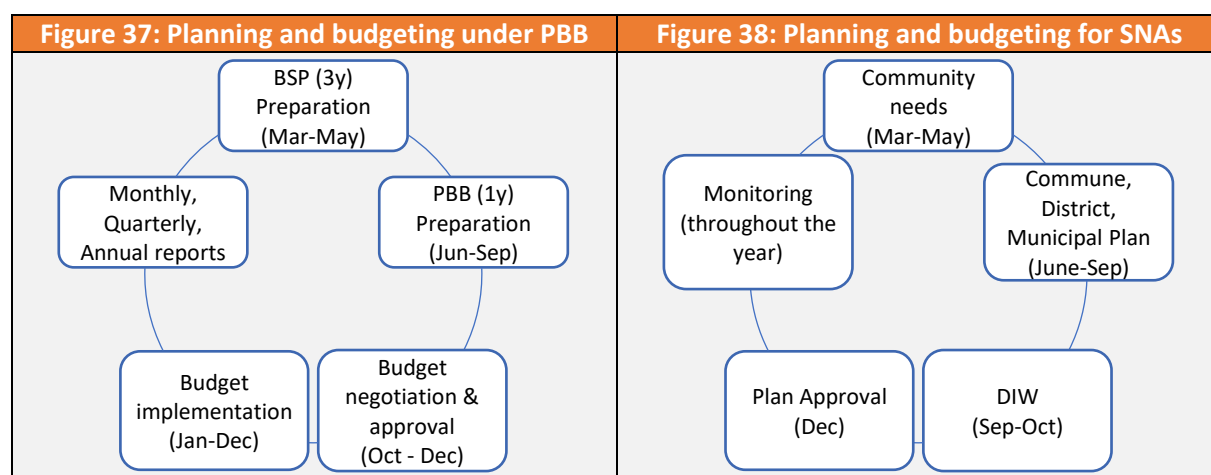 Figure 37: Planning and budgeting under PBB
BSP (3y)
Preparation
(Mar-May)
PBB (1y)
Preparation
(Jun-Sep)
Budget
negotiation &
approval
(Oct - Dec)
Budget
implementation
(Jan-Dec)
Monthly,
Quarterly,
Annual reports
Figure 38: Planning and budgeting for SNAs
Community
needs
(Mar-May)
Commune,
District,
Municipal Plan
(June-Sep)
DIW
(Sep-Oct)
Plan Approval
(Dec)
Monitoring
(throughout the
year)